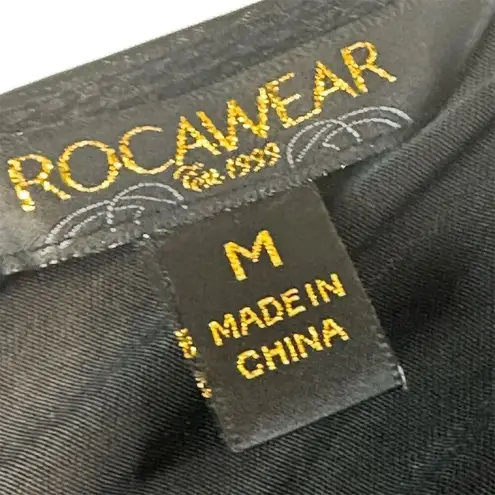 ROCAWEAR
Est. 1999
M
MADE IN
CHINA